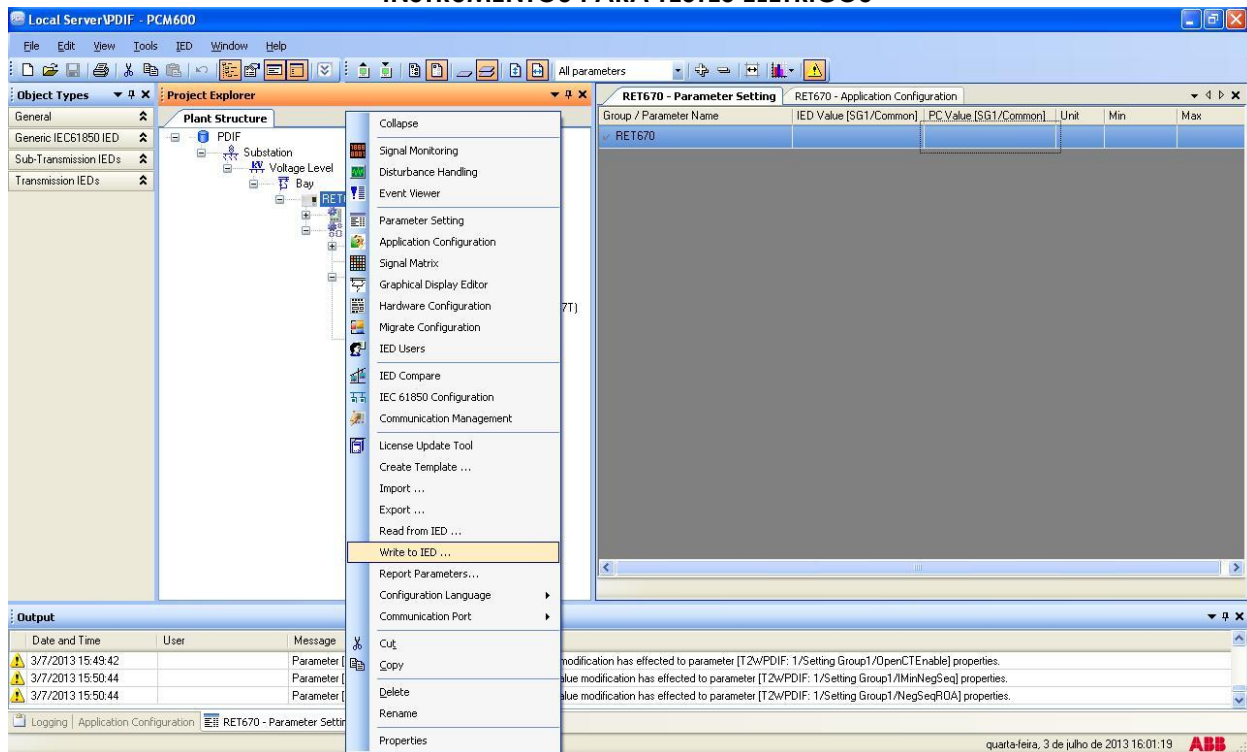 INSTRUMENTOS PARA TESTES ELÉTRICOS
Local Server\PDIF - PCM600
File Edit View Tools IED Window Help
All parameters
Object Types
General
Generic IEC61850 IED
Sub-Transmission IEDs
Transmission IEDs
Project Explorer
Plant Structure
PDIF
Substation
Voltage Level
Bay
7T)
Collapse
Signal Monitoring
Disturbance Handling
Event Viewer
Parameter Setting
Application Configuration
Signal Matrix
Graphical Display Editor
Hardware Configuration
Migrate Configuration
IED Users
IED Compare
IEC 61850 Configuration
Communication Management
License Update Tool
Create Template ...
Import ...
Export ...
Read from IED ...
Write to IED ...
Report Parameters...
Configuration Language
Communication Port
Cut
Copy
Delete
Rename
Properties
RET670 - Parameter Setting RET670 - Application Configuration
Group / Parameter Name IED Value [SG1/Common] PC Value [SG1/Common] Unit Min Max
RET670
Output
Date and Time User Message
3/7/2013 15:49:42 Parameter [ modification has effected to parameter [T2WPDIF: 1/Setting Group1/OpenCTEnable] properties.
3/7/2013 15:50:44 Parameter [ alue modification has effected to parameter [T2WPDIF: 1/Setting Group1/IMinNegSeq] properties.
3/7/2013 15:50:44 Parameter [ alue modification has effected to parameter [T2WPDIF: 1/Setting Group1/NegSeqROA] properties.
Logging Application Configuration RET670 - Parameter Settin
quarta-feira, 3 de julho de 2013 16:01:19 ABB